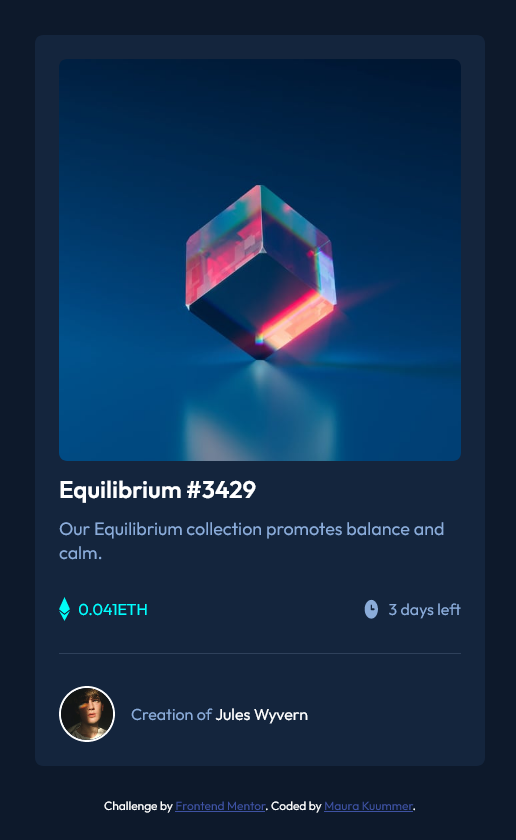 Equilibrium #3429
Our Equilibrium collection promotes balance and
calm.
0.041ETH
3 days left
Creation of Jules Wyvern
Challenge by Frontend Mentor. Coded by Maura Kuummer.